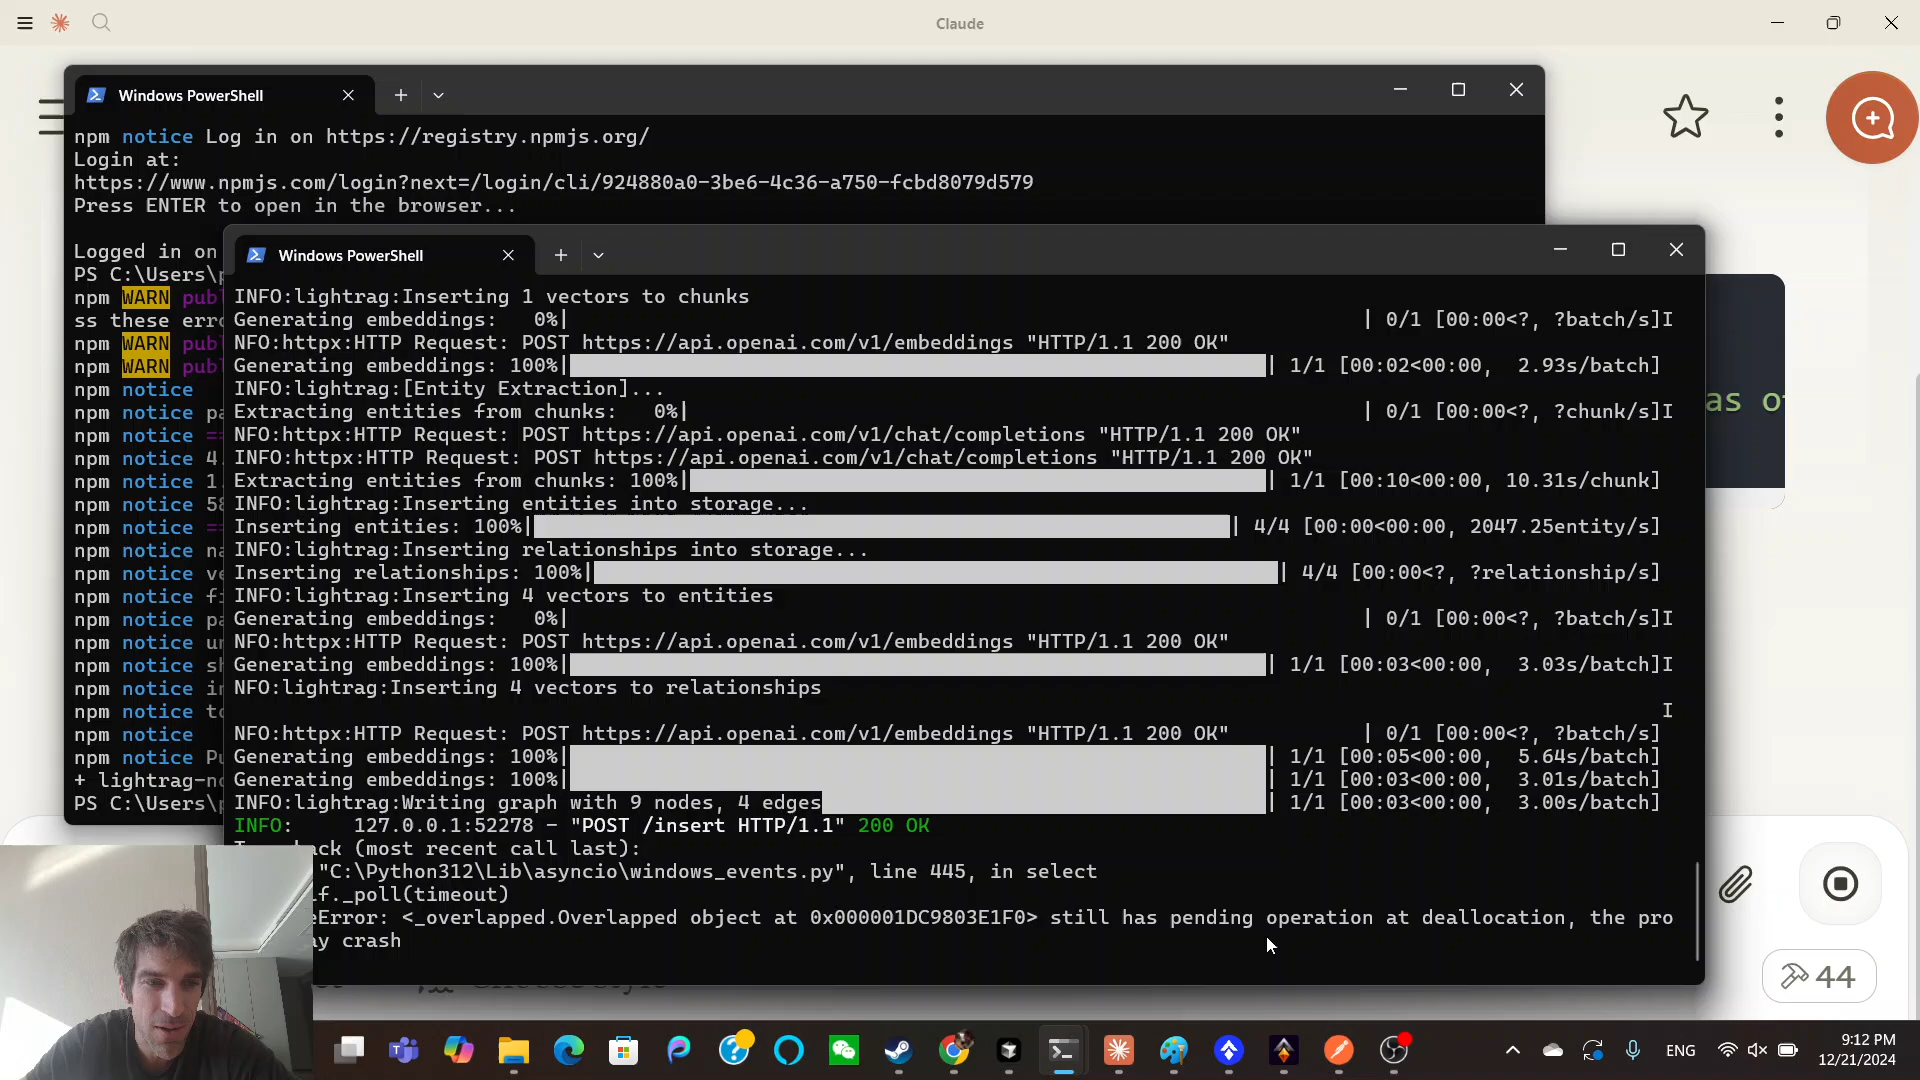 Claude
Windows PowerShell
npm notice Log in on https://registry.npmjs.org/
Login at:
https://www.npmjs.com/login?next=/login/cli/924880a0-3be6-4c36-a750-fcbd8079d579
Press ENTER to open in the browser...
Logged in on
PS C:\Users\
npm WARN publ
ss these erro
npm WARN publ
npm WARN publ
npm notice
npm notice pa
npm notice ==
npm notice 4.
npm notice 1.
npm notice 58
npm notice ==
npm notice na
npm notice ve
npm notice fi
npm notice pa
npm notice un
npm notice sh
npm notice in
npm notice to
npm notice
npm notice Pu
+ lightrag-no
PS C:\Users\
Windows PowerShell
INFO:lightrag:Inserting 1 vectors to chunks
Generating embeddings:   0%| | 0/1 [00:00<?, ?batch/s]I
NFO:httpx:HTTP Request: POST https://api.openai.com/v1/embeddings "HTTP/1.1 200 OK"
Generating embeddings: 100%| | 1/1 [00:02<00:00,  2.93s/batch]
INFO:lightrag:[Entity Extraction]...
Extracting entities from chunks:   0%| | 0/1 [00:00<?, ?chunk/s]I
NFO:httpx:HTTP Request: POST https://api.openai.com/v1/chat/completions "HTTP/1.1 200 OK"
INFO:httpx:HTTP Request: POST https://api.openai.com/v1/chat/completions "HTTP/1.1 200 OK"
Extracting entities from chunks: 100%| | 1/1 [00:10<00:00, 10.31s/chunk]
INFO:lightrag:Inserting entities into storage...
Inserting entities: 100%| | 4/4 [00:00<00:00, 2047.25entity/s]
INFO:lightrag:Inserting relationships into storage...
Inserting relationships: 100%| | 4/4 [00:00<?, ?relationship/s]
INFO:lightrag:Inserting 4 vectors to entities
Generating embeddings:   0%| | 0/1 [00:00<?, ?batch/s]I
NFO:httpx:HTTP Request: POST https://api.openai.com/v1/embeddings "HTTP/1.1 200 OK"
Generating embeddings: 100%| | 1/1 [00:03<00:00,  3.03s/batch]I
NFO:lightrag:Inserting 4 vectors to relationships
I
NFO:httpx:HTTP Request: POST https://api.openai.com/v1/embeddings "HTTP/1.1 200 OK" | 0/1 [00:00<?, ?batch/s]
Generating embeddings: 100%| | 1/1 [00:05<00:00,  5.64s/batch]
Generating embeddings: 100%| | 1/1 [00:03<00:00,  3.01s/batch]
INFO:lightrag:Writing graph with 9 nodes, 4 edges | 1/1 [00:03<00:00,  3.00s/batch]
INFO:     127.0.0.1:52278 - "POST /insert HTTP/1.1" 200 OK
ck (most recent call last):
"C:\Python312\Lib\asyncio\windows_events.py", line 445, in select
f._poll(timeout)
eError: <_overlapped.Overlapped object at 0x000001DC9803E1F0> still has pending operation at deallocation, the pro
ay crash
as o
44
ENG
9:12 PM
12/21/2024